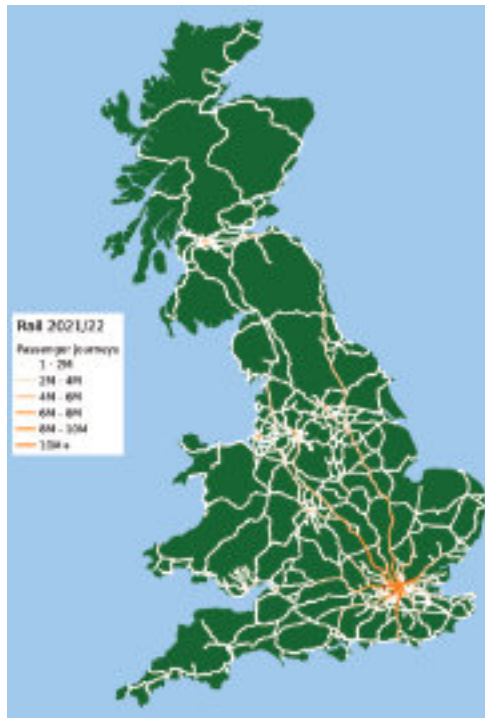 Rail 2021/22
Passenger Journeys
1 - 2M
2M - 4M
4M - 6M
6M - 8M
8M - 10M
10M+